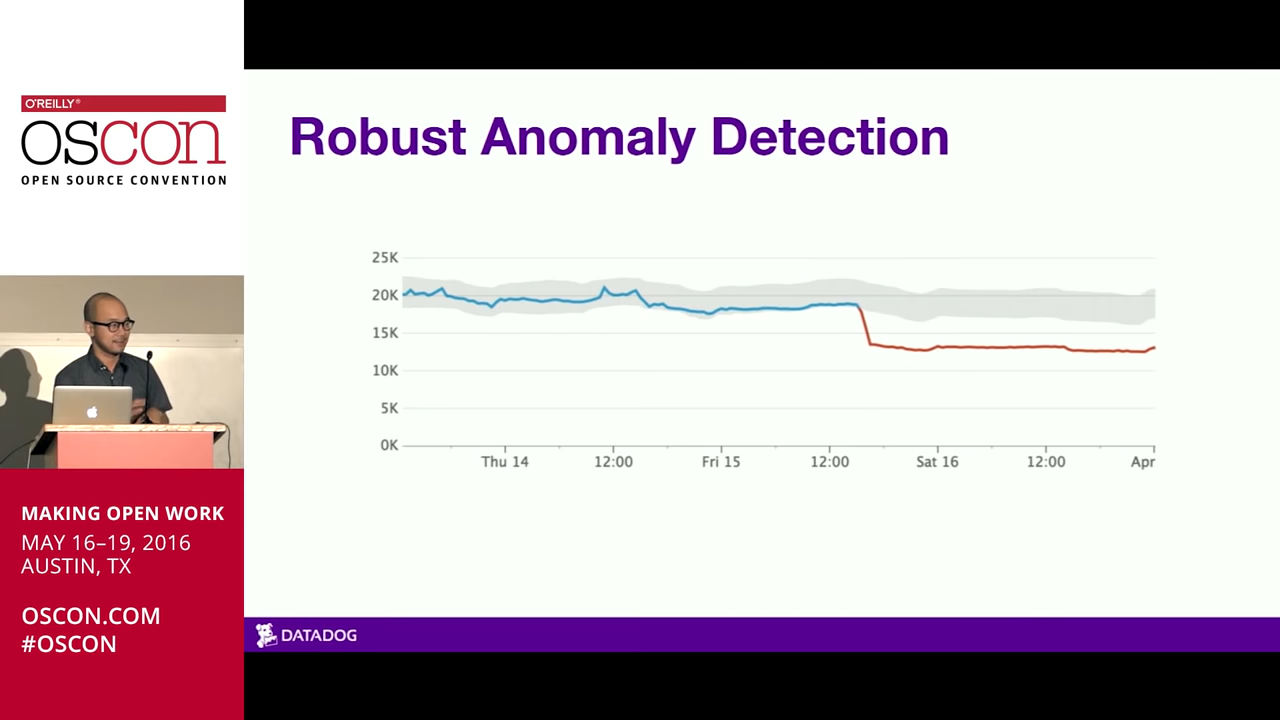 O'REILLY®
OSCON
OPEN SOURCE CONVENTION
MAKING OPEN WORK
MAY 16–19, 2016
AUSTIN, TX
OSCON.COM
#OSCON
Robust Anomaly Detection
25K
20K
15K
10K
5K
0K
Thu 14 12:00 Fri 15 12:00 Sat 16 12:00 Apr
DATADOG